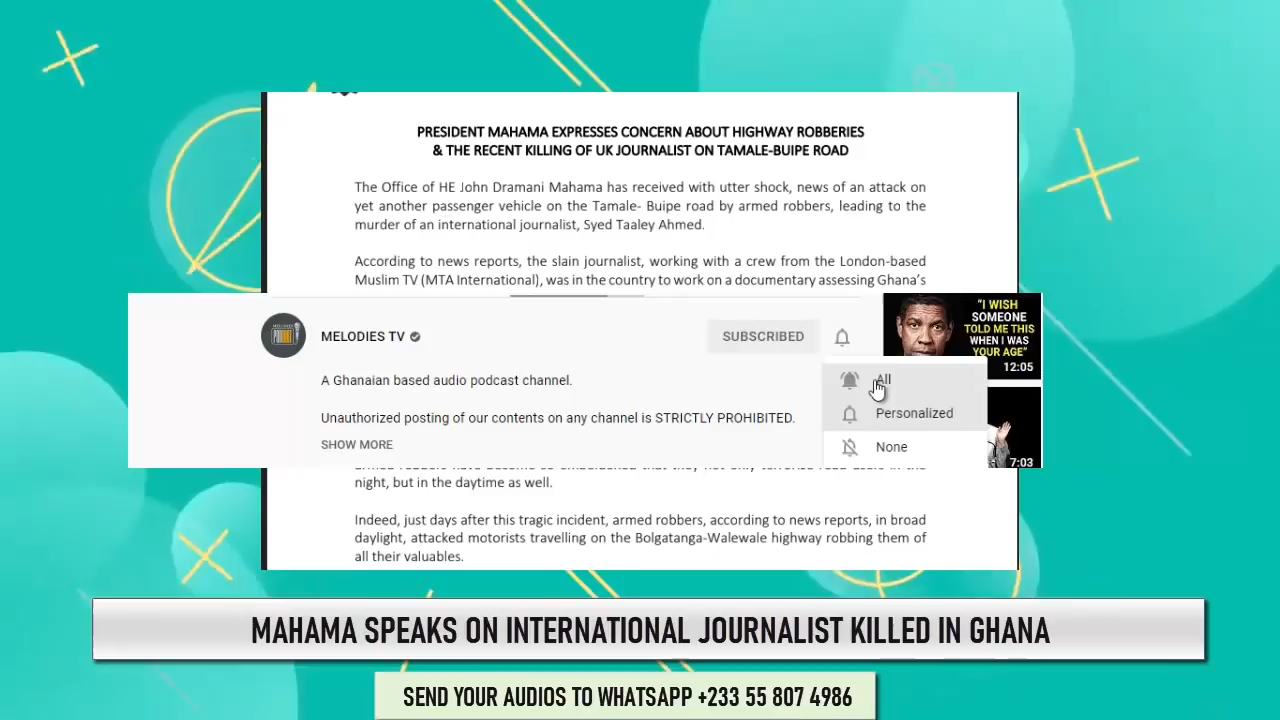 PRESIDENT MAHAMA EXPRESSES CONCERN ABOUT HIGHWAY ROBBERIES
& THE RECENT KILLING OF UK JOURNALIST ON TAMALE-BUIPE ROAD
The Office of HE John Dramani Mahama has received with utter shock, news of an attack on
yet another passenger vehicle on the Tamale- Buipe road by armed robbers, leading to the
murder of an international journalist, Syed Taaley Ahmed.
According to news reports, the slain journalist, working with a crew from the London-based
Muslim TV (MTA International), was in the country to work on a documentary assessing Ghana's
MELODIES TV
SUBSCRIBED
A Ghanaian based audio podcast channel.
Unauthorized posting of our contents on any channel is STRICTLY PROHIBITED.
SHOW MORE
All
Personalized
None
"I WISH
SOMEONE
TOLD ME THIS
WHEN I WAS
YOUR AGE"
12:05
7:03
night, but in the daytime as well.
Indeed, just days after this tragic incident, armed robbers, according to news reports, in broad
daylight, attacked motorists travelling on the Bolgatanga-Walewale highway robbing them of
all their valuables.
MAHAMA SPEAKS ON INTERNATIONAL JOURNALIST KILLED IN GHANA
SEND YOUR AUDIOS TO WHATSAPP +233 55 807 4986